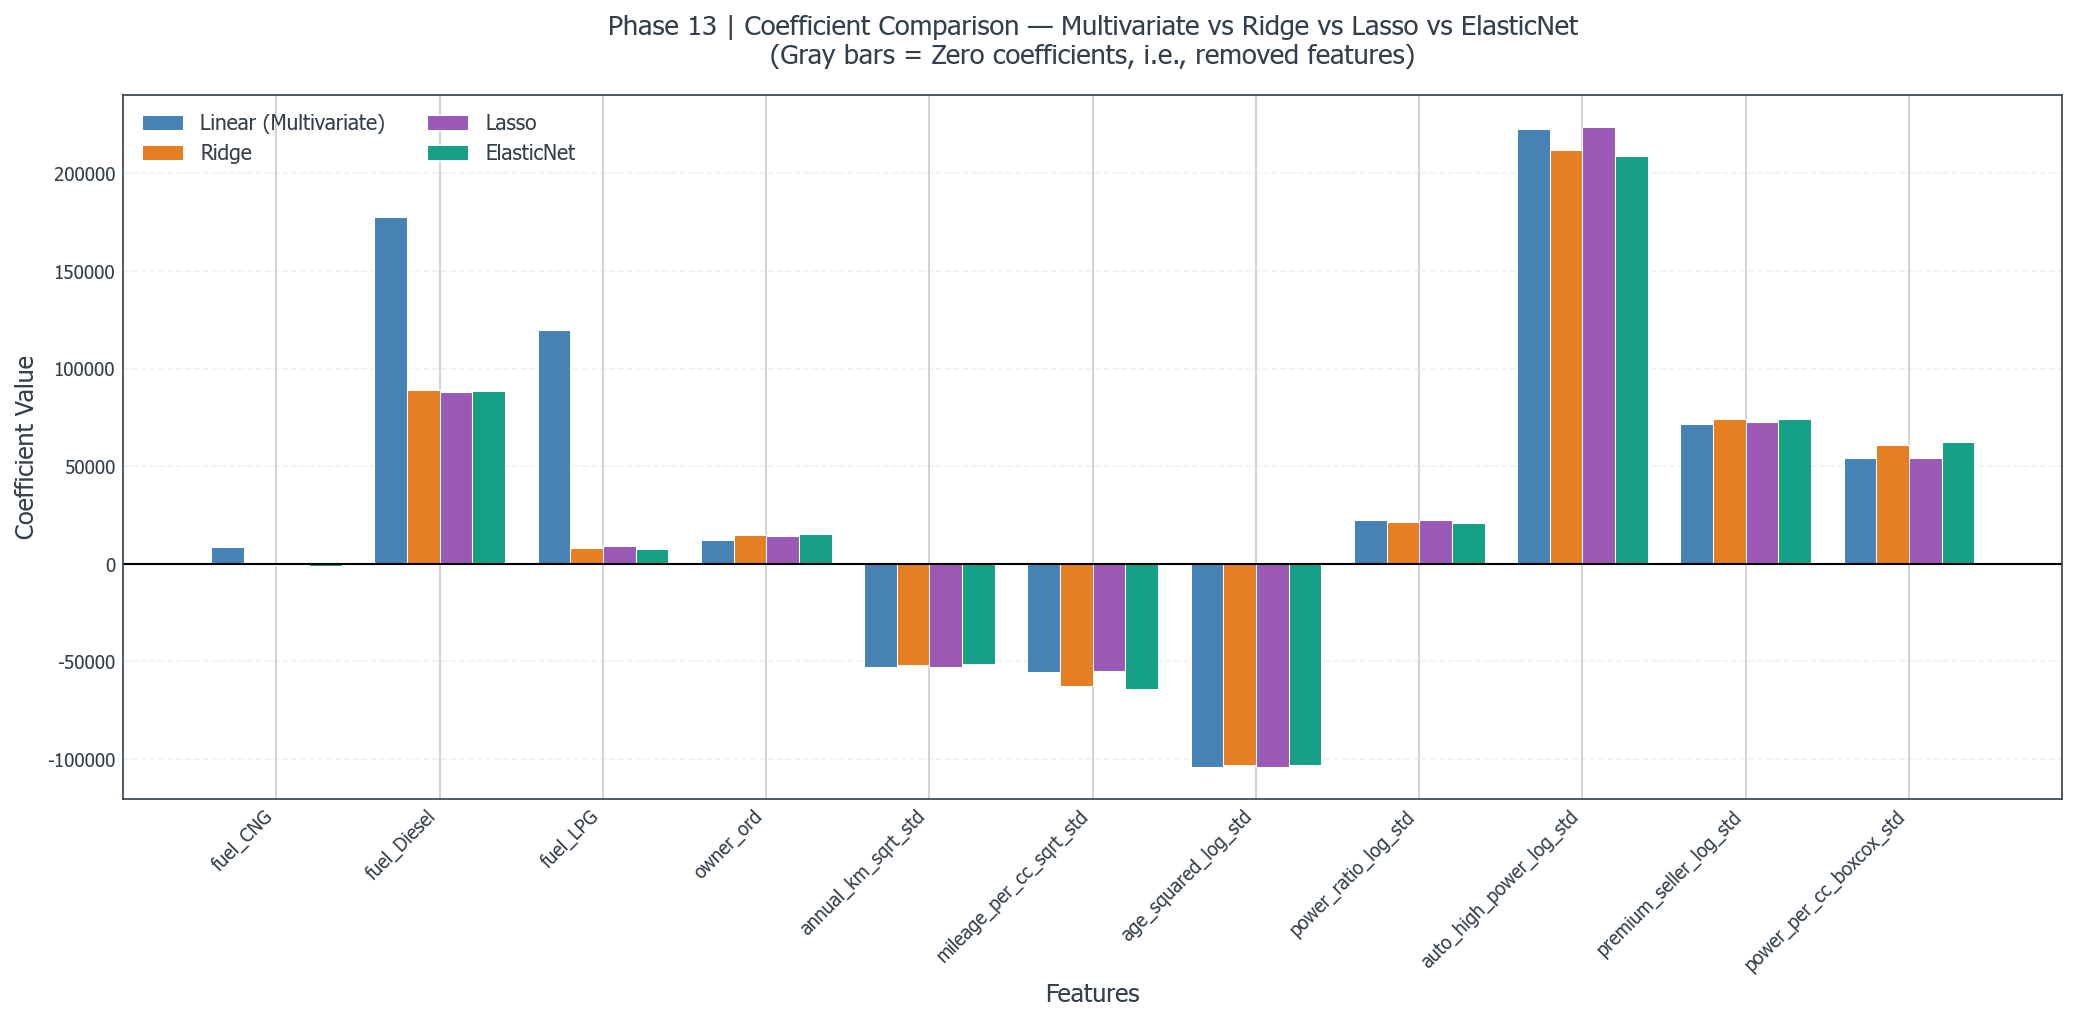 Phase 13 | Coefficient Comparison — Multivariate vs Ridge vs Lasso vs ElasticNet
(Gray bars = Zero coefficients, i.e., removed features)
Linear (Multivariate)
Ridge
Lasso
ElasticNet
Coefficient Value
200000
150000
100000
50000
0
-50000
-100000
fuel_CNG
fuel_Diesel
fuel_LPG
owner_ord
annual_km_sqrt_std
mileage_per_cc_sqrt_std
age_squared_log_std
power_ratio_log_std
auto_high_power_log_std
premium_seller_log_std
power_per_cc_boxcox_std
Features